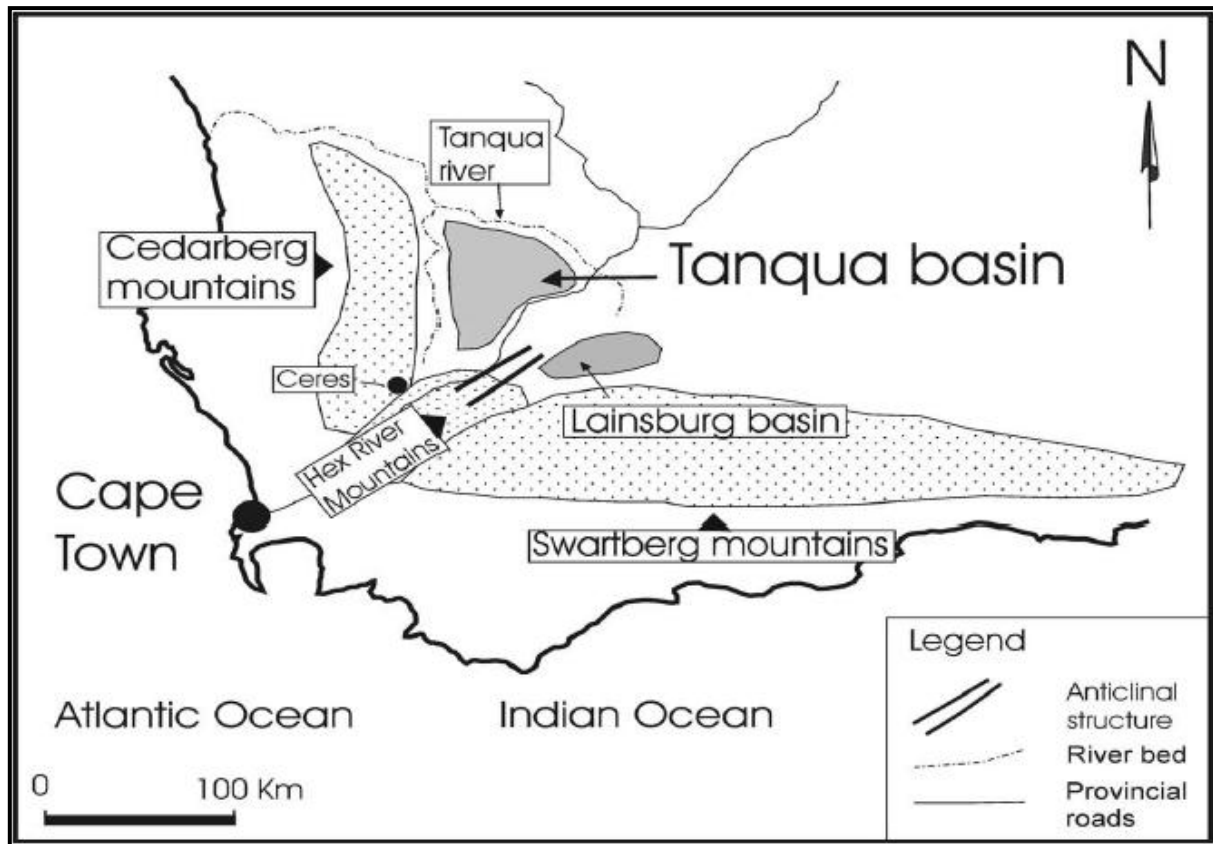 N
Tanqua
river
Cedarberg
mountains
Tanqua basin
Ceres
Lainsburg basin
Hex River
Mountains
Cape
Town
Swartberg mountains
Legend
Anticlinal
structure
River bed
Provincial
roads
Atlantic Ocean
Indian Ocean
0
100 Km